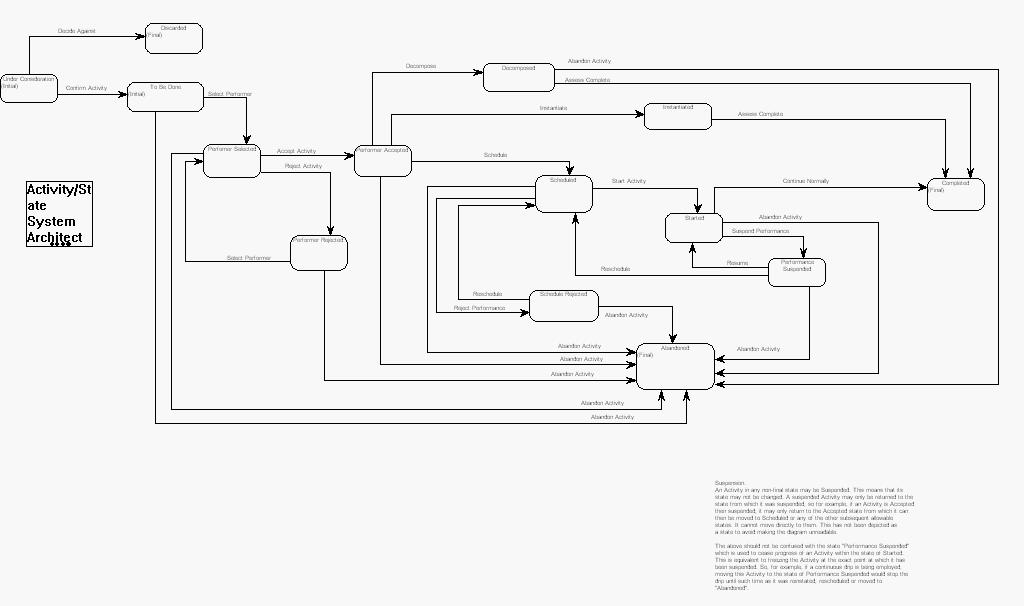 Decide Against
Discarded
(Final)
Under Consideration
(Initial)
Confirm Activity
To Be Done
(Initial)
Select Performer
Decompose
Decomposed
Abandon Activity
Assess Complete
Instantiate
Instantiated
Assess Complete
Performer Selected
Accept Activity
Reject Activity
Performer Accepted
Schedule
Scheduled
Start Activity
Continue Normally
Completed
(Final)
Activity/St
ate
System
Architect
Started
Abandon Activity
Suspend Performance
Performer Rejected
Select Performer
Resume
Reschedule
Performance
Suspended
Reschedule
Schedule Rejected
Reject Performance
Abandon Activity
Abandon Activity
Abandon Activity
Abandon Activity
Abandoned
(Final)
Abandon Activity
Abandon Activity
Abandon Activity
Suspension.
An Activity in any non-final state may be Suspended. This means that its
state may not be changed. A suspended Activity may only be returned to the
state from which it was suspended, so for example, if an Activity is Accepted
then suspended, it may only return to the Accepted state from which it can
then be moved to Scheduled or any of the other subsequent allowable
states. It cannot move directly to them. This has not been depicted as
a state to avoid making the diagram unreadable.
The above should not be confused with the state "Performance Suspended"
which is used to cease progress of an Activity within the state of Started.
This is equivalent to freezing the Activity at the exact point at which it had
been suspended. So, for example, if a continuous drip is being employed,
moving the Activity to the state of Performance Suspended would stop the
drip until such time as it was reinstated, rescheduled or moved to
"Abandoned".